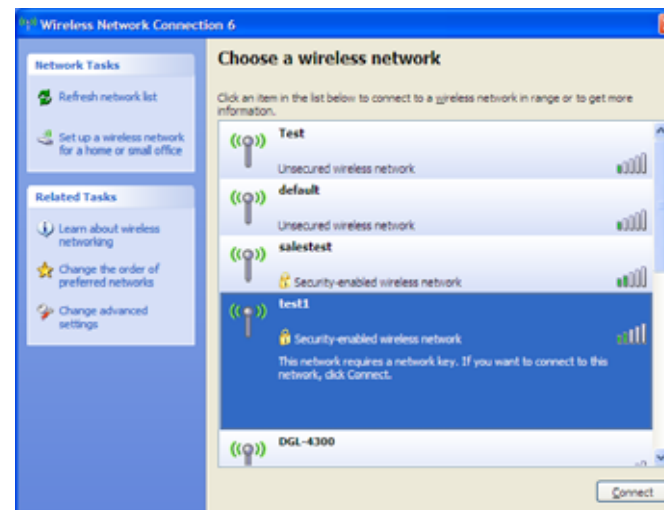 Wireless Network Connection 6
Network Tasks
Refresh network list
Set up a wireless network
for a home or small office
Related Tasks
Learn about wireless
networking
Change the order of
preferred networks
Change advanced
settings
Choose a wireless network
Click an item in the list below to connect to a wireless network in range or to get more
information.
Test
Unsecured wireless network
default
Unsecured wireless network
salestest
Security-enabled wireless network
test1
Security-enabled wireless network
This network requires a network key. If you want to connect to this
network, click Connect.
DGL-4300
Connect